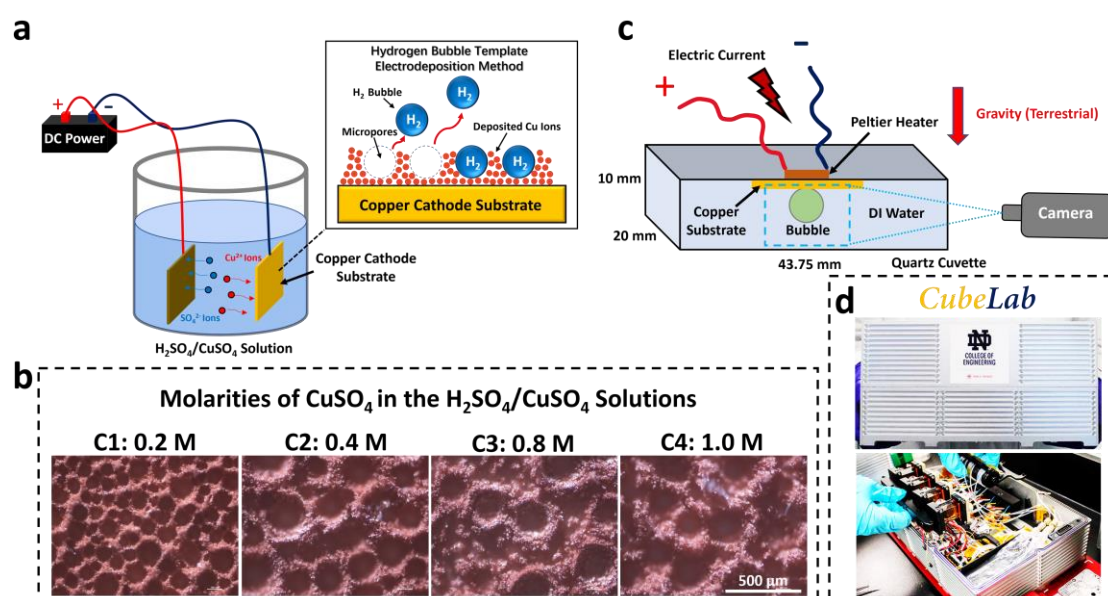 a
+
−
DC Power
Cu²⁺ Ions
SO₄²⁻ Ions
Copper Cathode
Substrate
H₂SO₄/CuSO₄ Solution
Hydrogen Bubble Template
Electrodeposition Method
H₂ Bubble
H₂
H₂
Micropores
Deposited Cu Ions
H₂
H₂
Copper Cathode Substrate
b
Molarities of CuSO₄ in the H₂SO₄/CuSO₄ Solutions
C1: 0.2 M
C2: 0.4 M
C3: 0.8 M
C4: 1.0 M
500 μm
c
Electric Current
+
−
Gravity (Terrestrial)
Peltier Heater
10 mm
Copper
Substrate
Bubble
DI Water
Camera
20 mm
43.75 mm
Quartz Cuvette
d
CubeLab
ND
COLLEGE OF
ENGINEERING